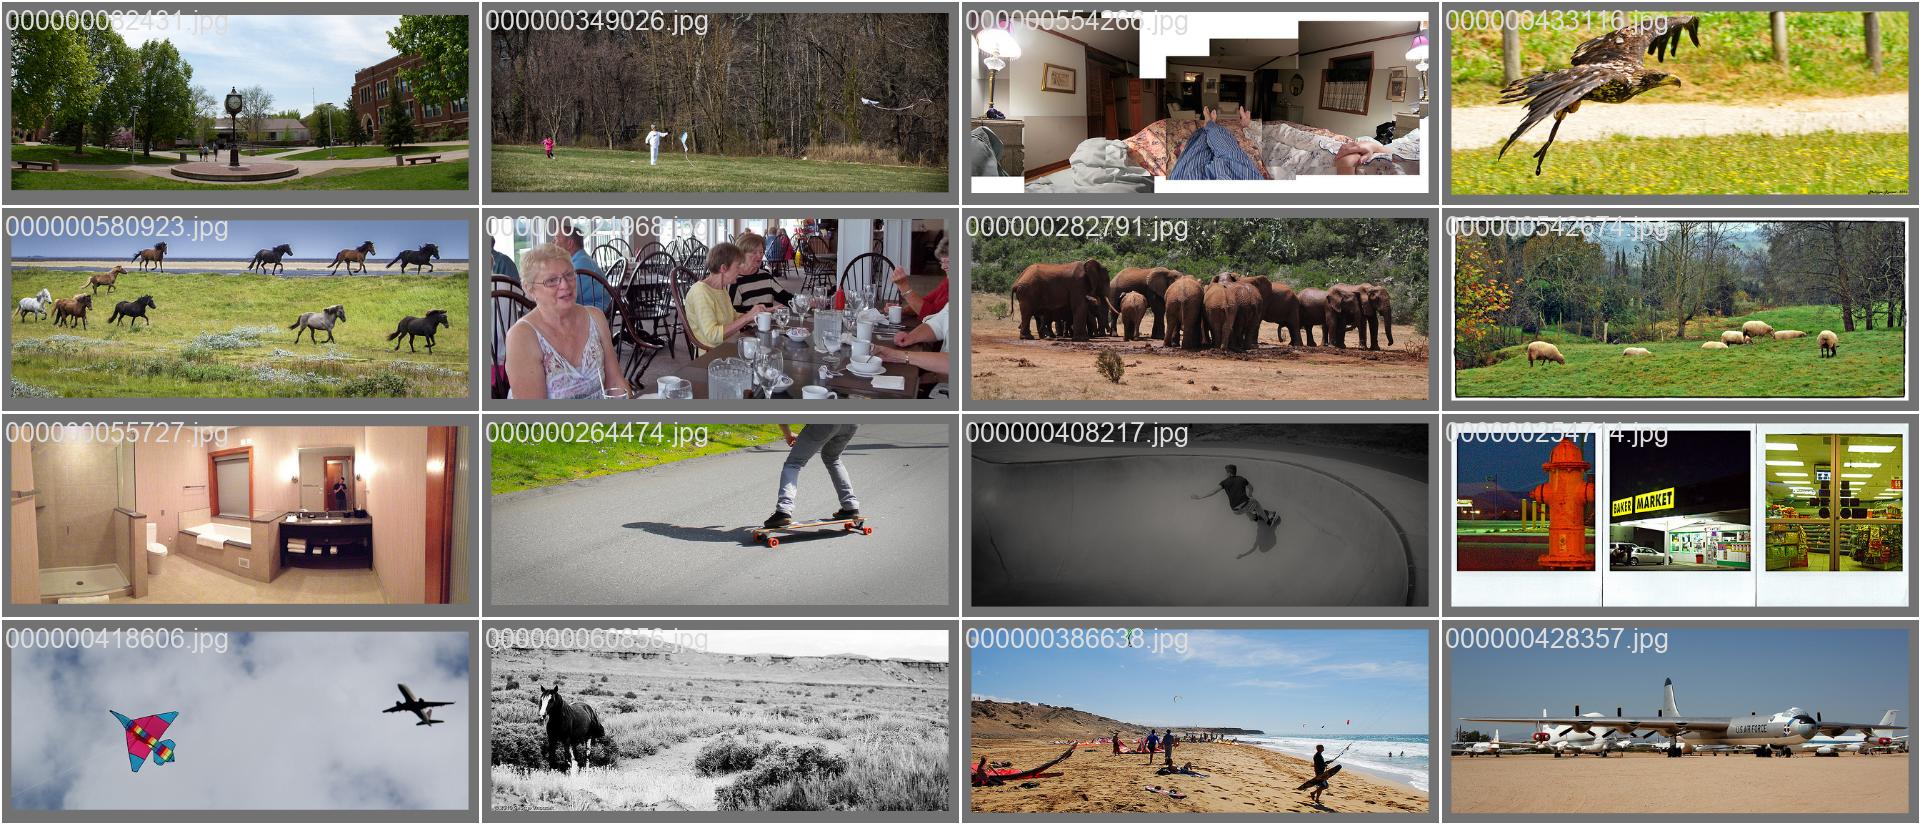 000000082431.jpg
000000349026.jpg
000000554266.jpg
000000433116.jpg
000000580923.jpg
000000321968.jpg
000000282791.jpg
000000542674.jpg
000000055727.jpg
000000264474.jpg
000000408217.jpg
000000254714.jpg
BAKER MARKET
000000418606.jpg
000000060856.jpg
000000386638.jpg
000000428357.jpg
U.S. AIR FORCE